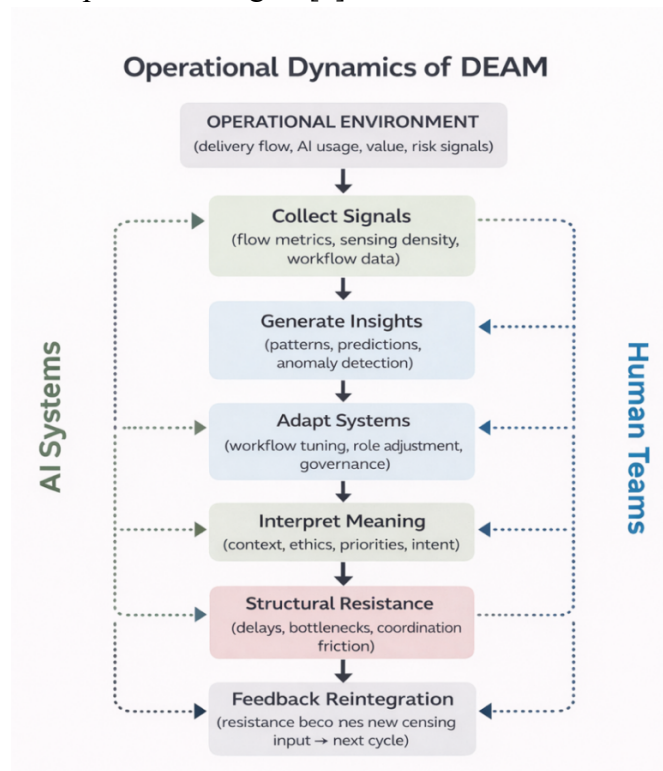 Operational Dynamics of DEAM
OPERATIONAL ENVIRONMENT
(delivery flow, AI usage, value, risk signals)
Collect Signals
(flow metrics, sensing density,
workflow data)
Generate Insights
(patterns, predictions,
anomaly detection)
Adapt Systems
(workflow tuning, role adjustment,
governance)
Interpret Meaning
(context, ethics, priorities, intent)
Structural Resistance
(delays, bottlenecks, coordination
friction)
Feedback Reintegration
(resistance beco nes new censing
input → next cycle)
AI Systems
Human Teams